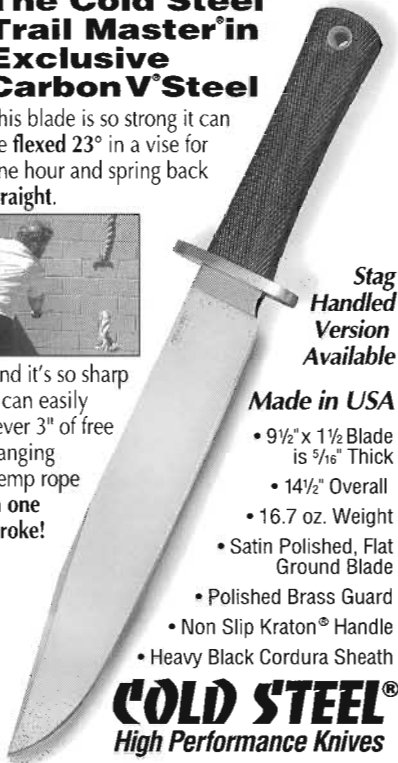 The Cold Steel
Trail Master® in
Exclusive
Carbon V® Steel
his blade is so strong it can
e flexed 23° in a vise for
ne hour and spring back
raight.
nd it's so sharp
can easily
ever 3" of free
anging
emp rope
one
roke!
Stag
Handled
Version
Available
Made in USA
• 9½" x 1½ Blade
is 5/16" Thick
• 14½" Overall
• 16.7 oz. Weight
• Satin Polished, Flat
Ground Blade
• Polished Brass Guard
• Non Slip Kraton® Handle
• Heavy Black Cordura Sheath
COLD STEEL®
High Performance Knives